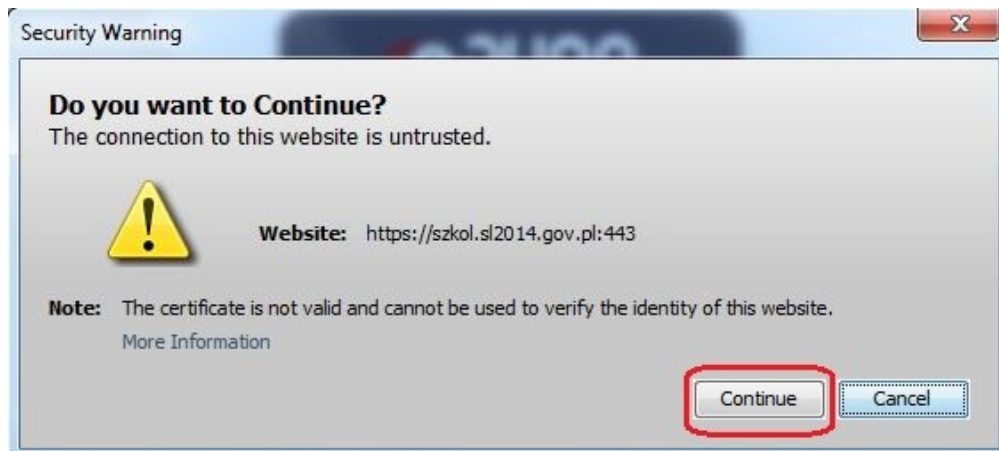 Security Warning
Do you want to Continue?
The connection to this website is untrusted.
Website: https://szkol.sl2014.gov.pl:443
Note: The certificate is not valid and cannot be used to verify the identity of this website.
More Information
Continue Cancel